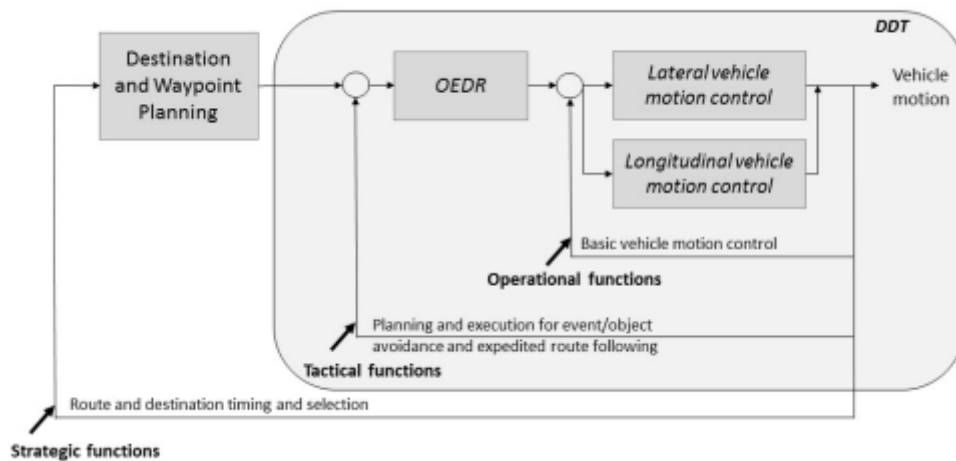 DDT
Destination
and Waypoint
Planning
OEDR
Lateral vehicle
motion control
Vehicle
motion
Longitudinal vehicle
motion control
Basic vehicle motion control
Operational functions
Planning and execution for event/object
avoidance and expedited route following
Tactical functions
Route and destination timing and selection
Strategic functions